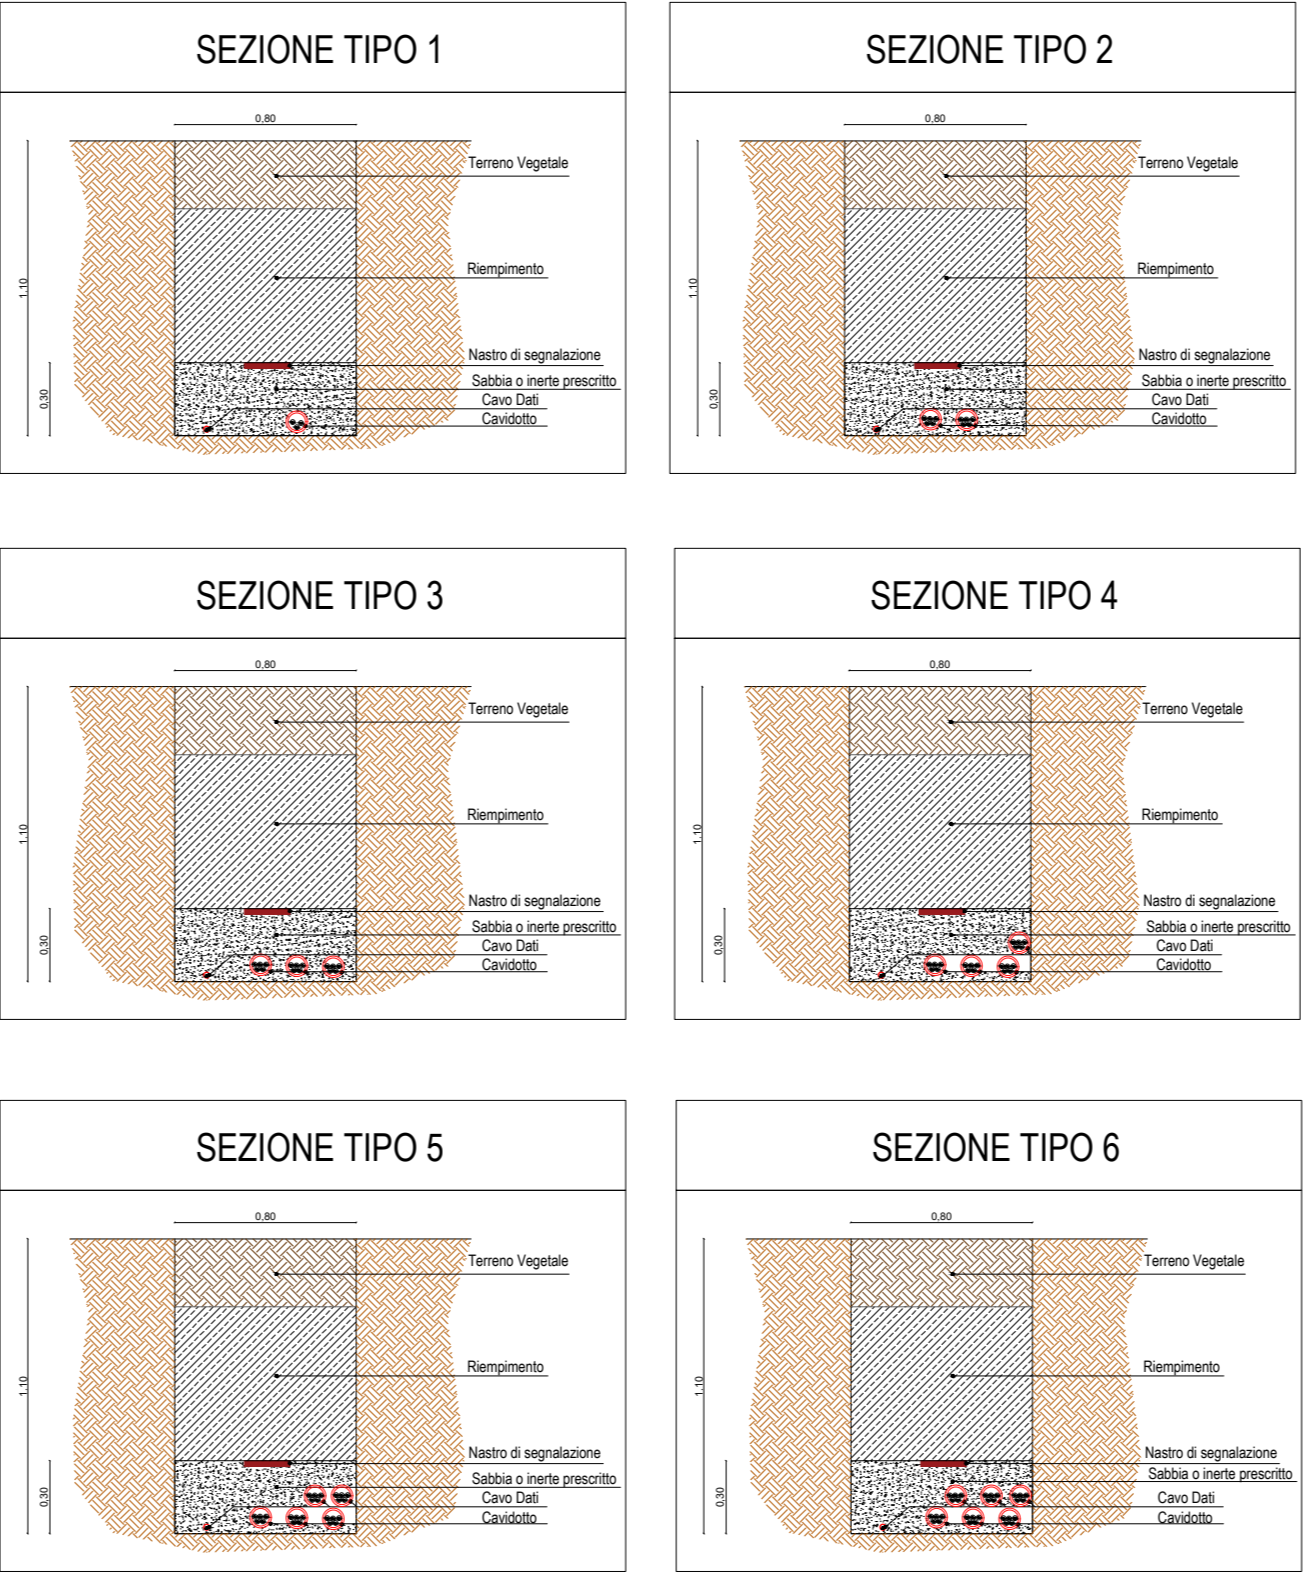 SEZIONE TIPO 1
0,80
Terreno Vegetale
1,10
Riempimento
Nastro di segnalazione
0,30
Sabbia o inerte prescritto
Cavo Dati
Cavidotto
SEZIONE TIPO 2
0,80
Terreno Vegetale
1,10
Riempimento
Nastro di segnalazione
0,30
Sabbia o inerte prescritto
Cavo Dati
Cavidotto
SEZIONE TIPO 3
0,80
Terreno Vegetale
1,10
Riempimento
Nastro di segnalazione
0,30
Sabbia o inerte prescritto
Cavo Dati
Cavidotto
SEZIONE TIPO 4
0,80
Terreno Vegetale
1,10
Riempimento
Nastro di segnalazione
0,30
Sabbia o inerte prescritto
Cavo Dati
Cavidotto
SEZIONE TIPO 5
0,80
Terreno Vegetale
1,10
Riempimento
Nastro di segnalazione
0,30
Sabbia o inerte prescritto
Cavo Dati
Cavidotto
SEZIONE TIPO 6
0,80
Terreno Vegetale
1,10
Riempimento
Nastro di segnalazione
0,30
Sabbia o inerte prescritto
Cavo Dati
Cavidotto